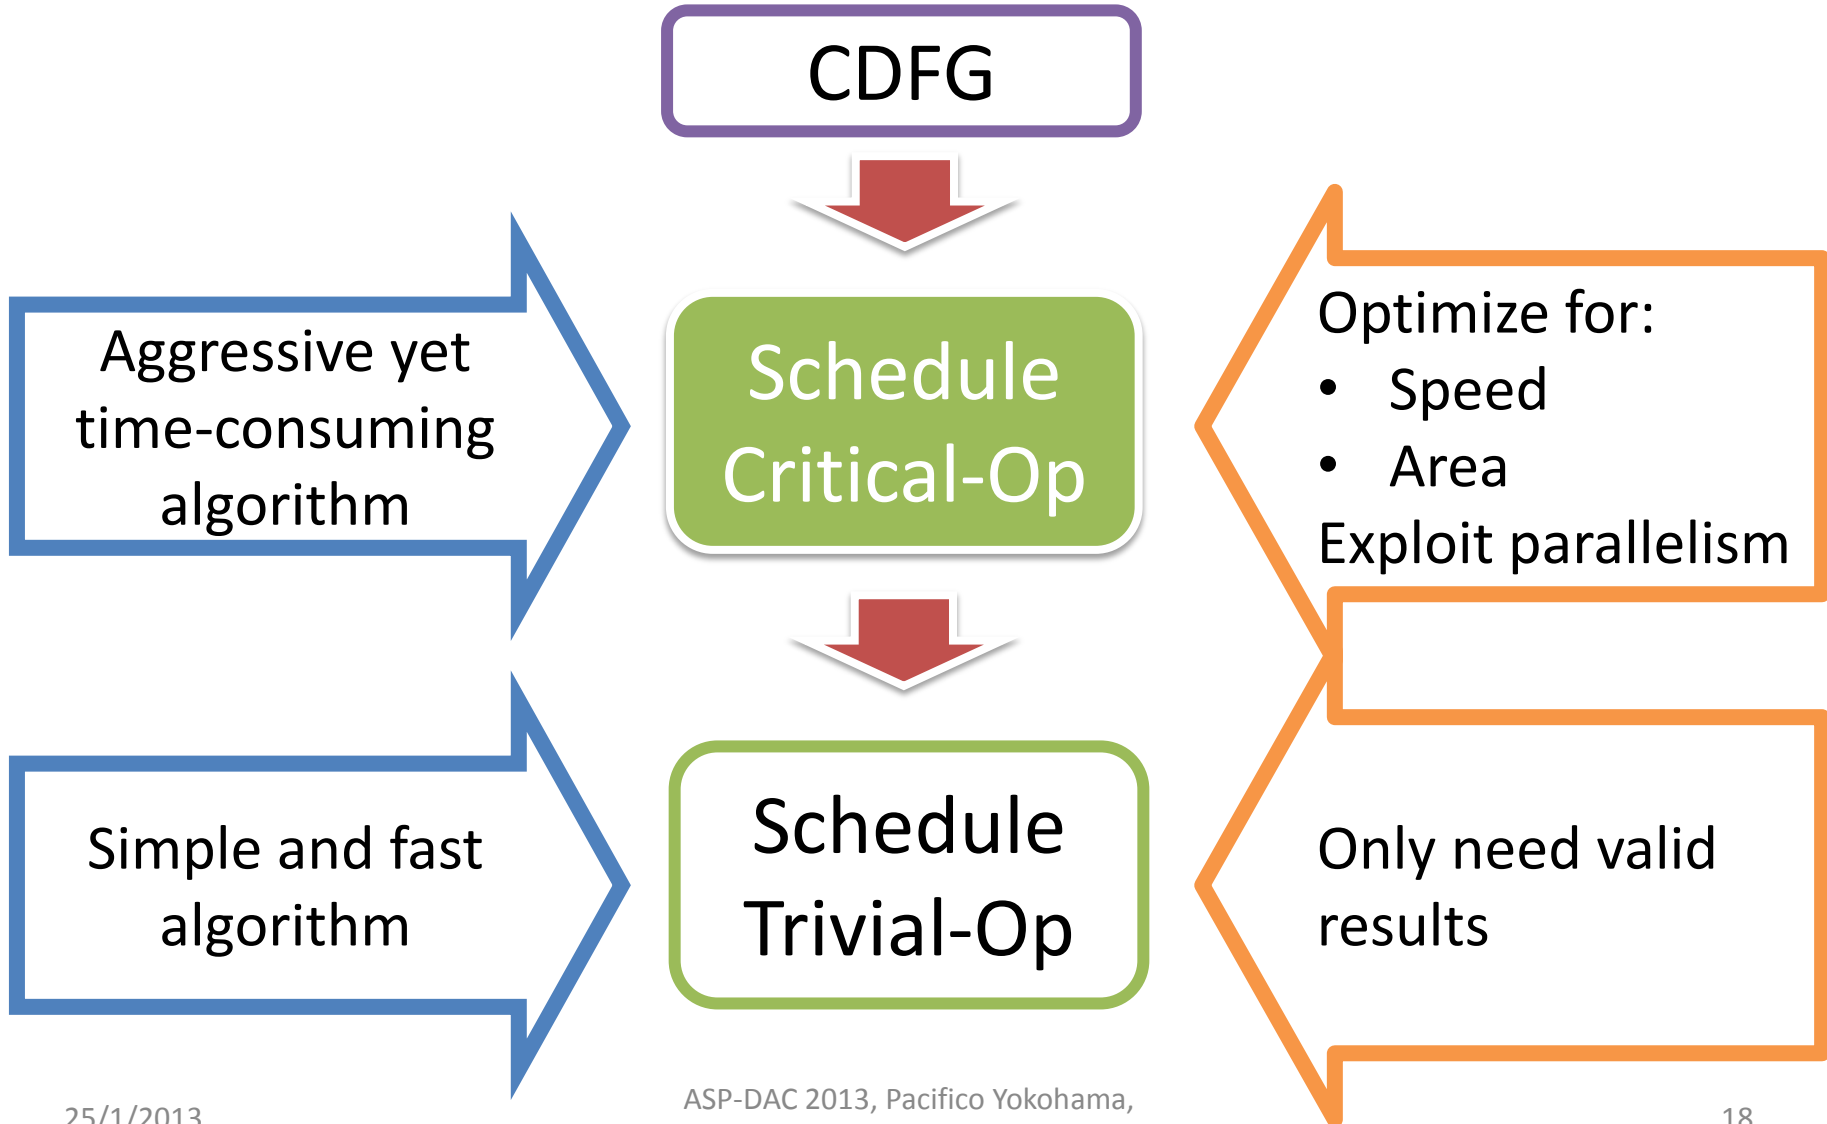 CDFG
Aggressive yet
time-consuming
algorithm
Schedule
Critical-Op
Optimize for:
• Speed
• Area
Exploit parallelism
Simple and fast
algorithm
Schedule
Trivial-Op
Only need valid
results
25/1/2013
ASP-DAC 2013, Pacifico Yokohama,
18